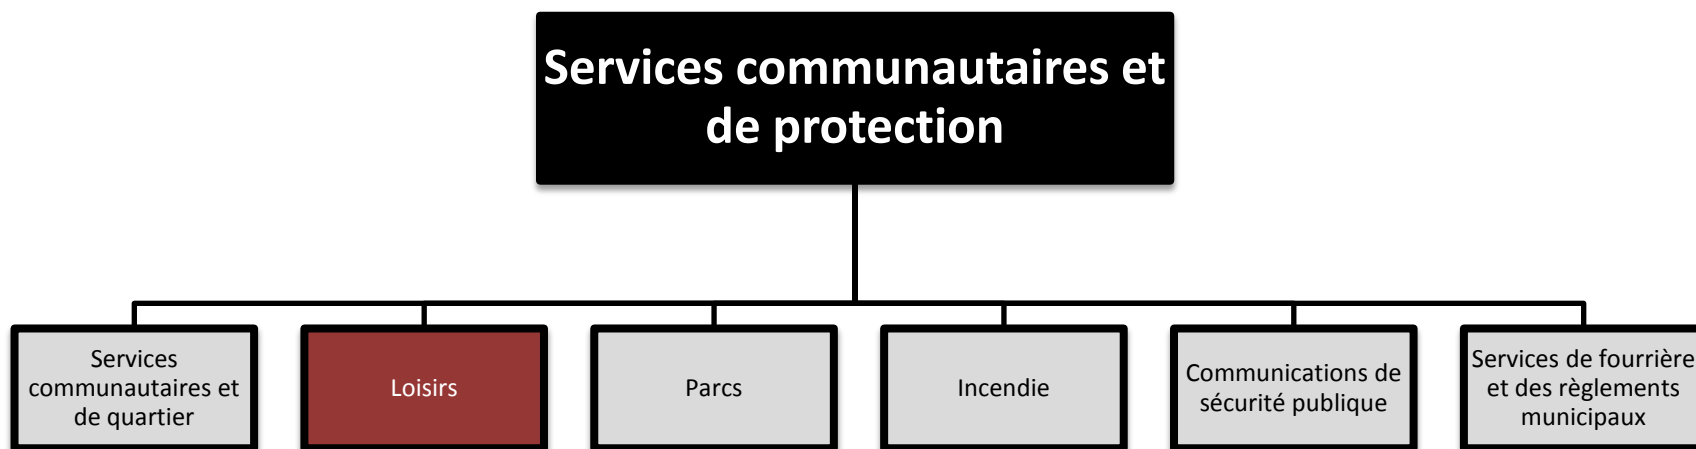 Services communautaires et
de protection
Services
communautaires et
de quartier
Loisirs
Parcs
Incendie
Communications de
sécurité publique
Services de fourrière
et des règlements
municipaux